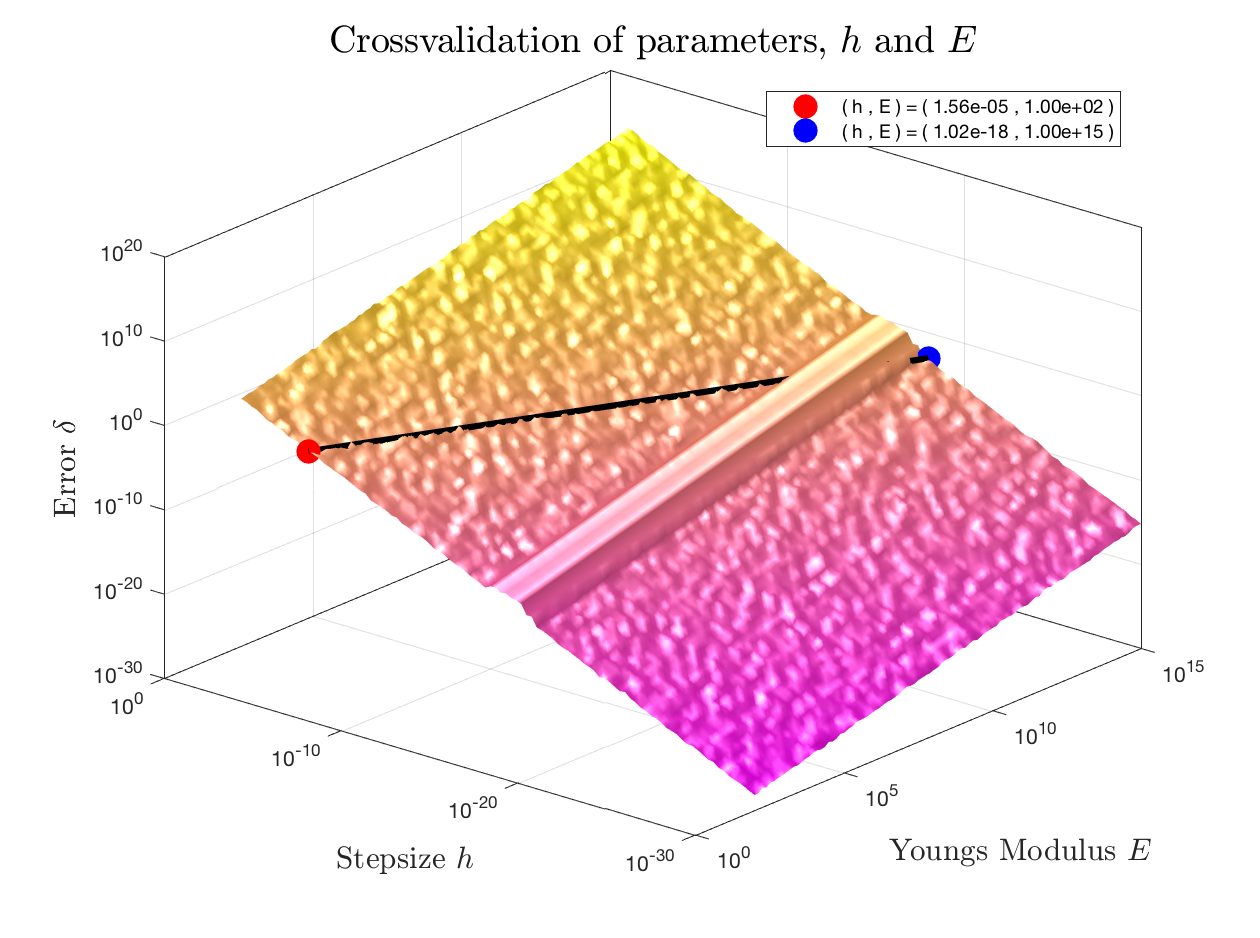 Crossvalidation of parameters, h and E
( h , E ) = ( 1.56e-05 , 1.00e+02 )
( h , E ) = ( 1.02e-18 , 1.00e+15 )
10^20
10^10
10^0
10^-10
10^-20
10^-30
Error δ
10^0
10^-10
10^-20
10^-30
Stepsize h
10^0
10^5
10^10
10^15
Youngs Modulus E